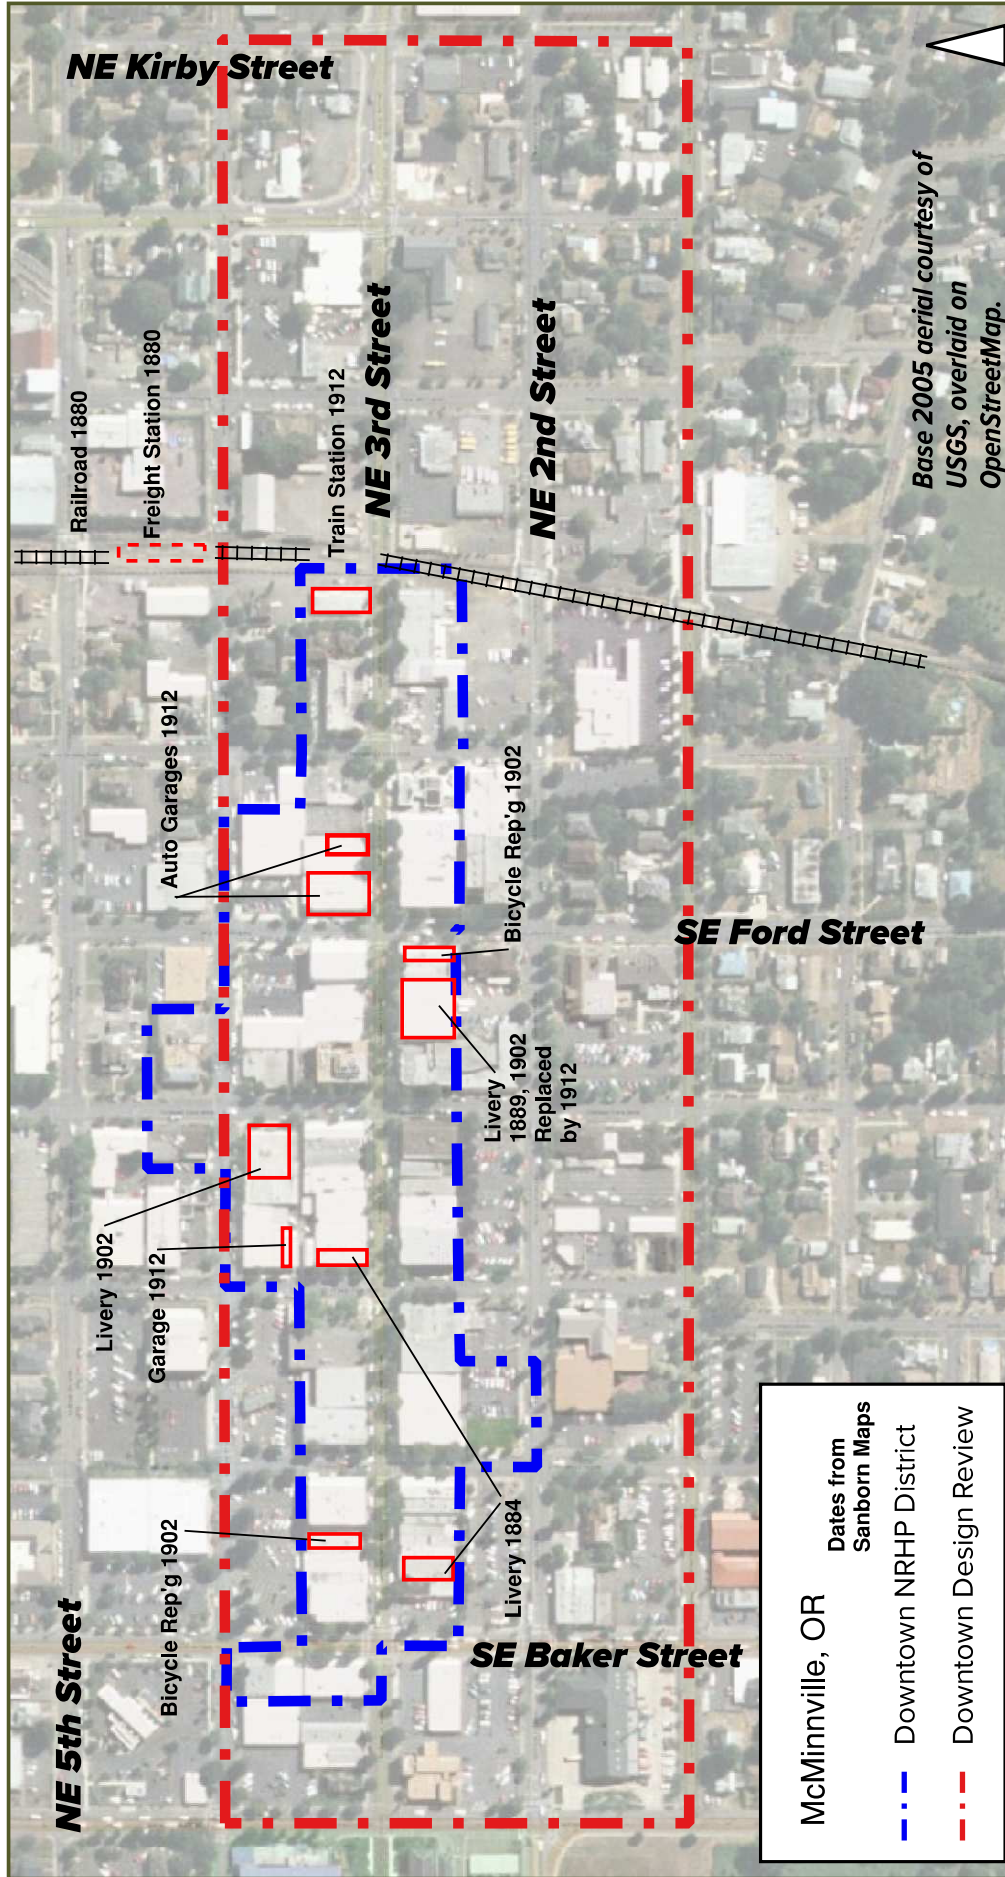 NE Kirby Street
Railroad 1880
Freight Station 1880
Train Station 1912
NE 3rd Street
NE 2nd Street
Base 2005 aerial courtesy of
USGS, overlaid on
OpenStreetMap.
Auto Garages 1912
Bicycle Rep'g 1902
SE Ford Street
Livery
1889, 1902
Replaced
by 1912
Livery 1902
Garage 1912
Livery 1884
Bicycle Rep'g 1902
NE 5th Street
SE Baker Street
McMinnville, OR
Dates from
Sanborn Maps
Downtown NRHP District
Downtown Design Review